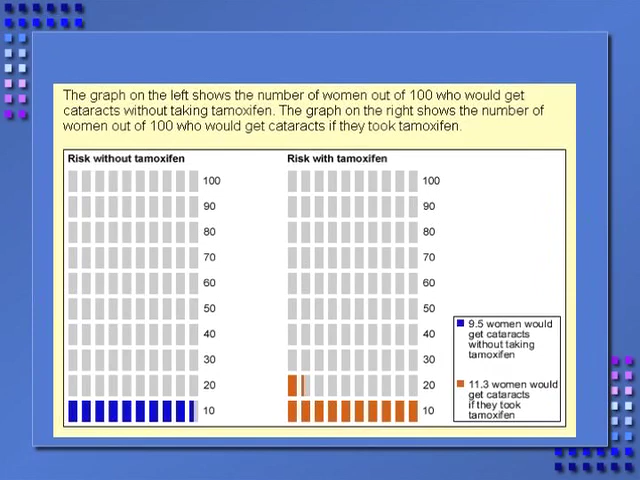 The graph on the left shows the number of women out of 100 who would get
cataracts without taking tamoxifen. The graph on the right shows the number of
women out of 100 who would get cataracts if they took tamoxifen.
Risk without tamoxifen
100
90
80
70
60
50
40
30
20
10
Risk with tamoxifen
100
90
80
70
60
50
40
30
20
10
9.5 women would
get cataracts
without taking
tamoxifen
11.3 women would
get cataracts
if they took
tamoxifen